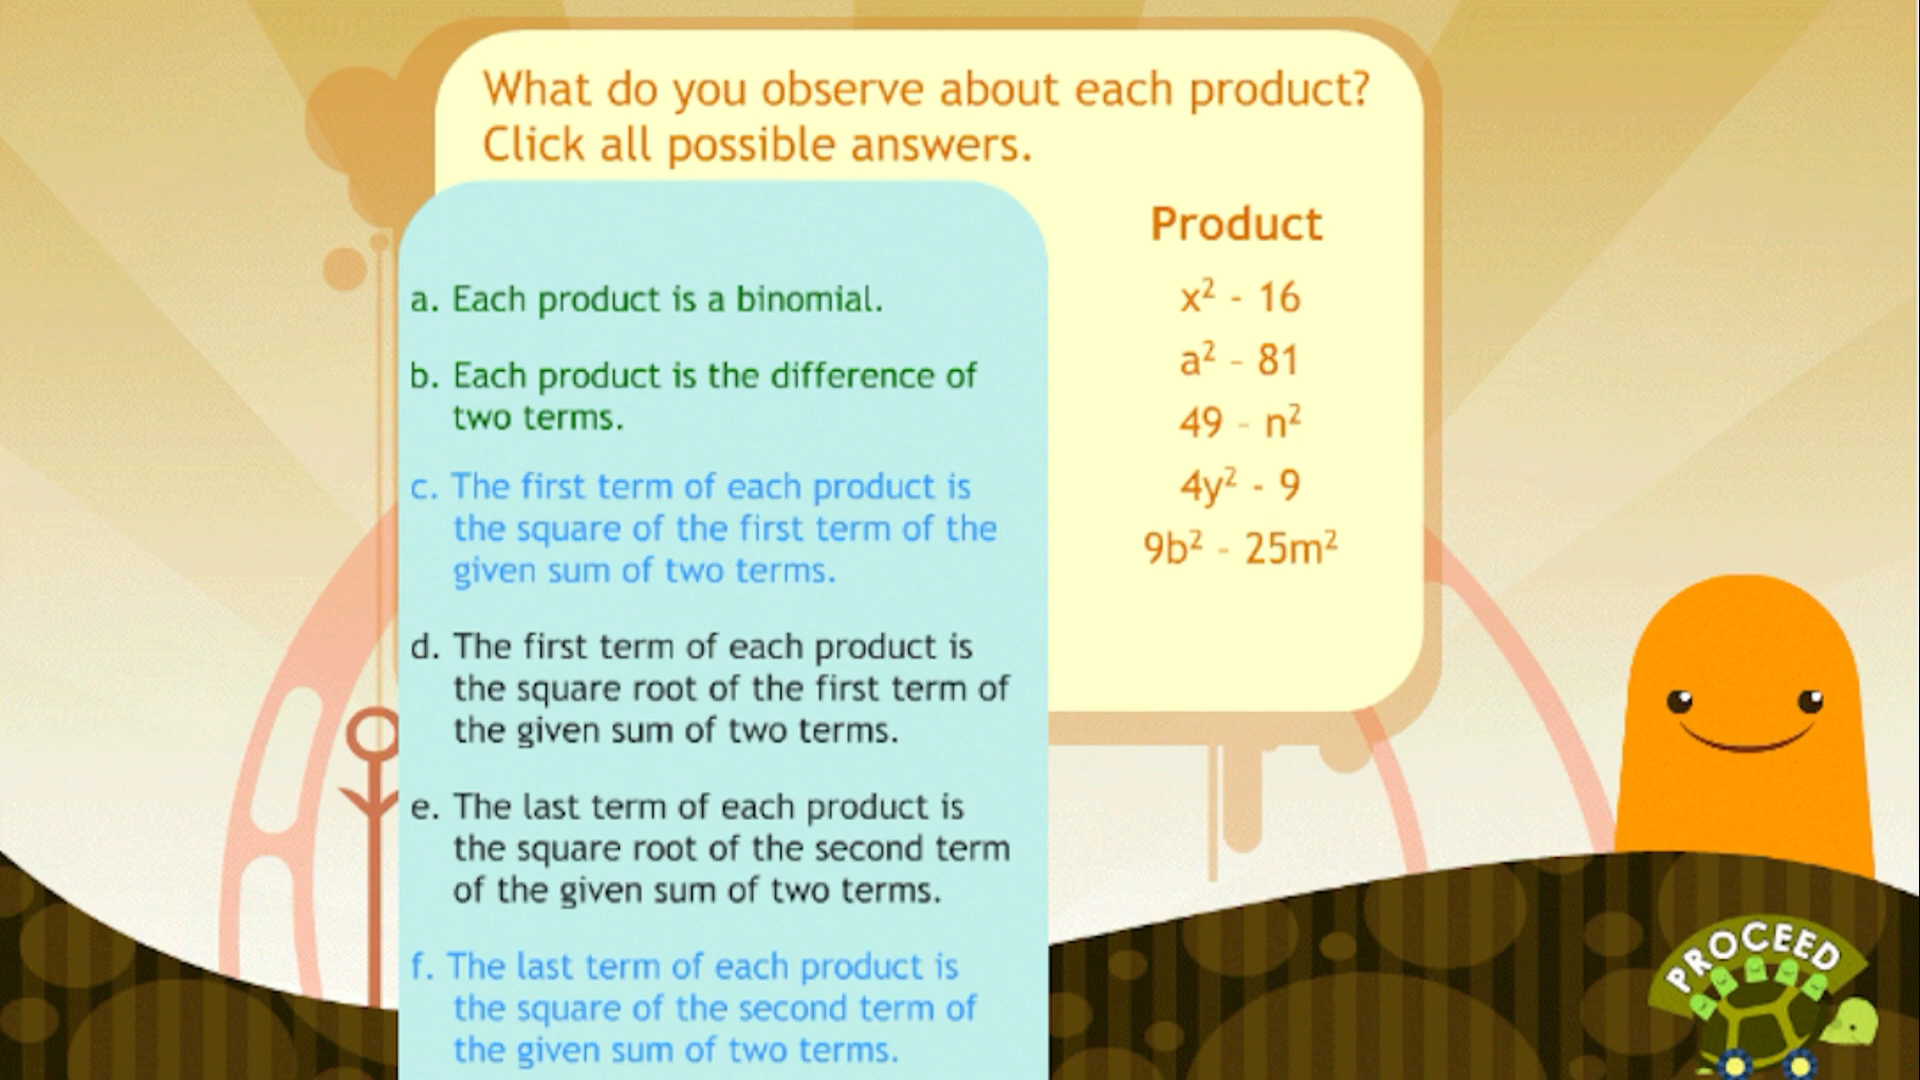 What do you observe about each product?
Click all possible answers.
a. Each product is a binomial.
b. Each product is the difference of
two terms.
c. The first term of each product is
the square of the first term of the
given sum of two terms.
d. The first term of each product is
the square root of the first term of
the given sum of two terms.
e. The last term of each product is
the square root of the second term
of the given sum of two terms.
f. The last term of each product is
the square of the second term of
the given sum of two terms.
Product
x² - 16
a² - 81
49 - n²
4y² - 9
9b² - 25m²
PROCEED